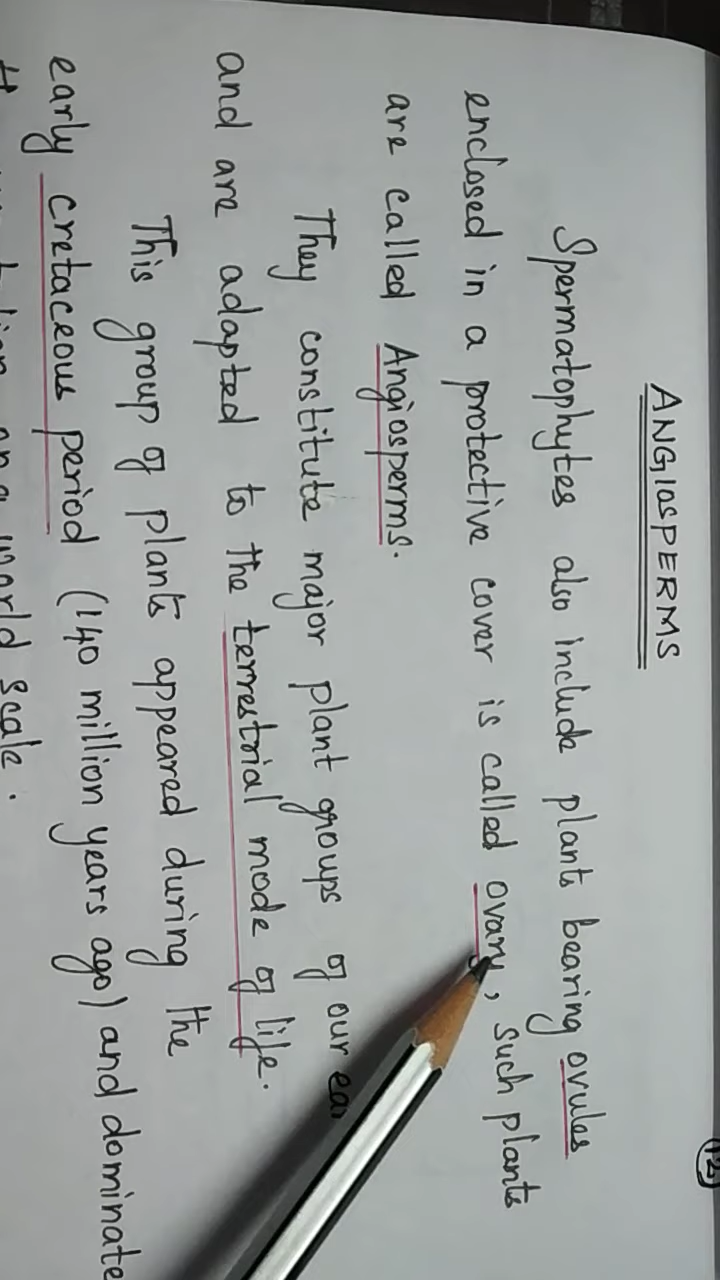 ANGIOSPERMS
Spermatophytes also include plants bearing ovules
enclosed in a protective cover is called ovary, such plants
are called Angiosperms.
They constitute major plant groups of our
and are adapted to the terrestrial mode of life.
This group of plants appeared during the
early cretaceous period (140 million years ago) and dominate
world scale.